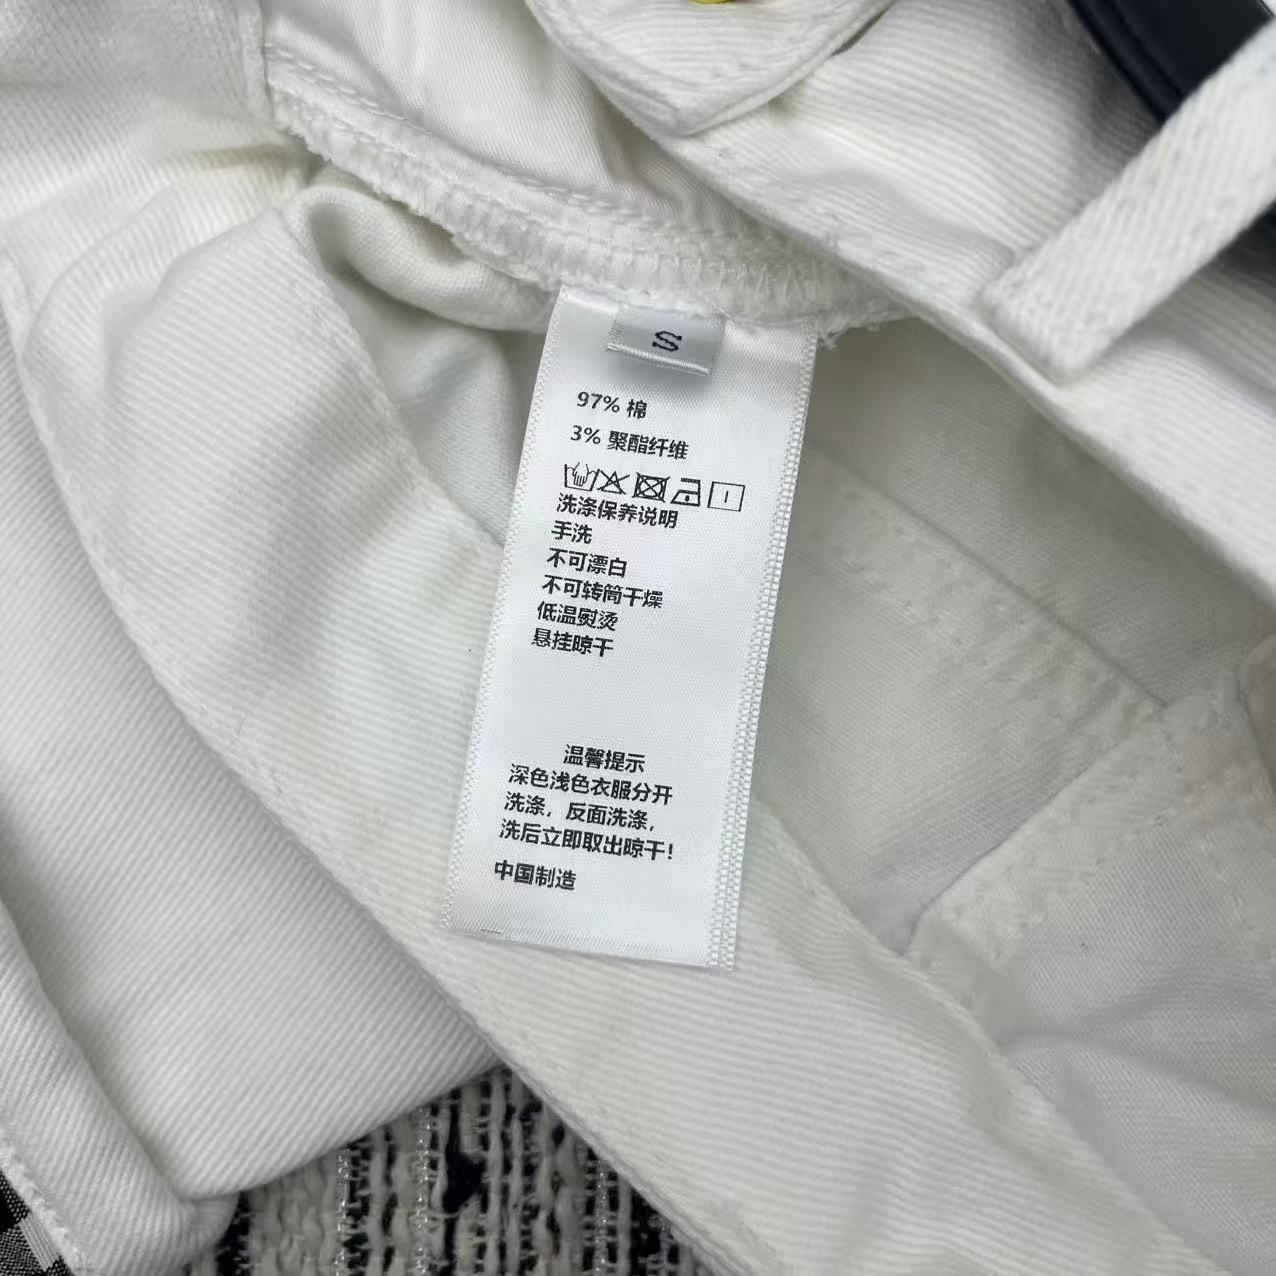 S
97% 棉
3% 聚酯纤维
洗涤保养说明
手洗
不可漂白
不可转筒干燥
低温熨烫
悬挂晾干
温馨提示
深色浅色衣服分开
洗涤，反面洗涤，
洗后立即取出晾干！
中国制造